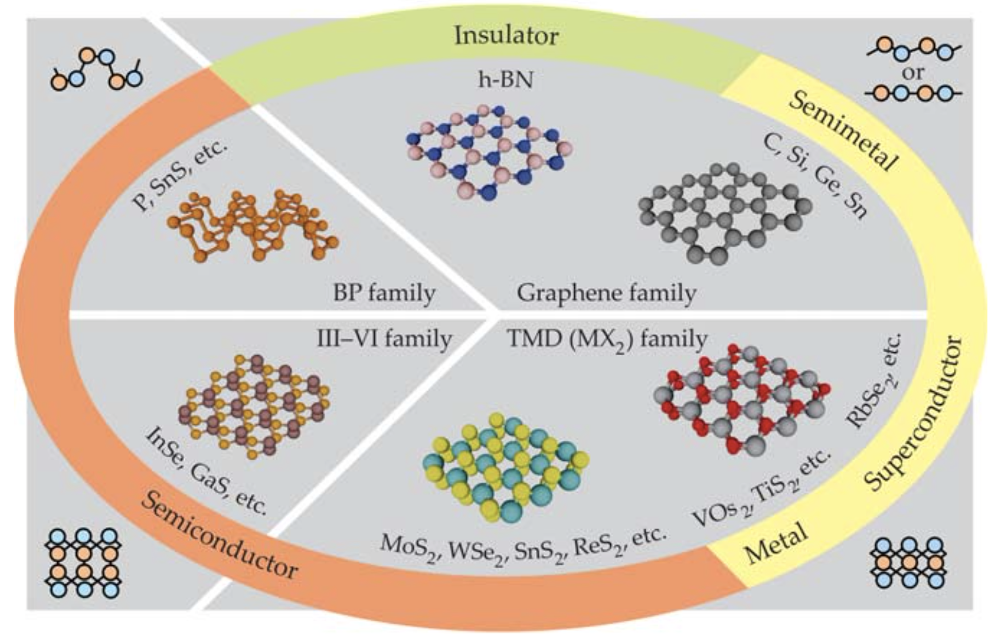 Insulator
h-BN
or
Semimetal
C, Si, Ge, Sn
P, SnS, etc.
BP family
Graphene family
III–VI family
TMD (MX₂) family
RbSe₂, etc.
Superconductor
InSe, GaS, etc.
VOs₂, TiS₂, etc.
MoS₂, WSe₂, SnS₂, ReS₂, etc.
Metal
Semiconductor